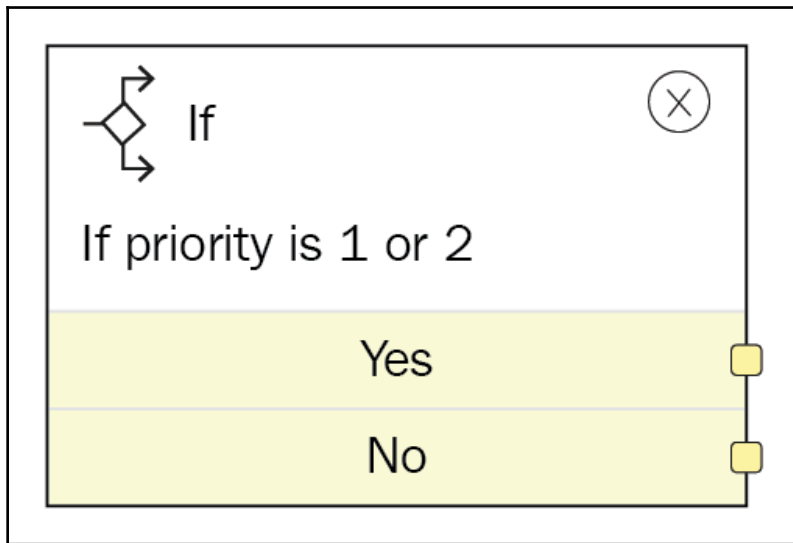 If
If priority is 1 or 2
Yes
No